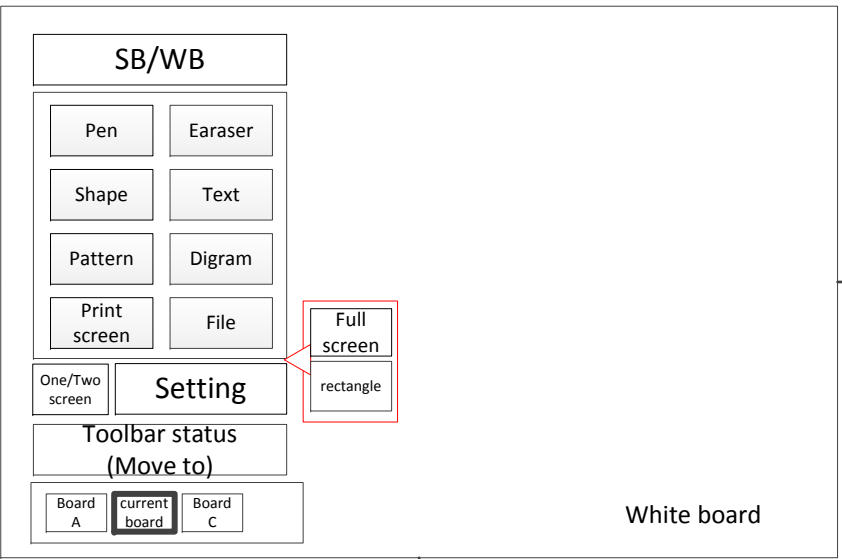 SB/WB
Pen
Earaser
Shape
Text
Pattern
Digram
Print
screen
File
Full
screen
rectangle
One/Two
screen
Setting
Toolbar status
(Move to)
Board
A
current
board
Board
C
White board